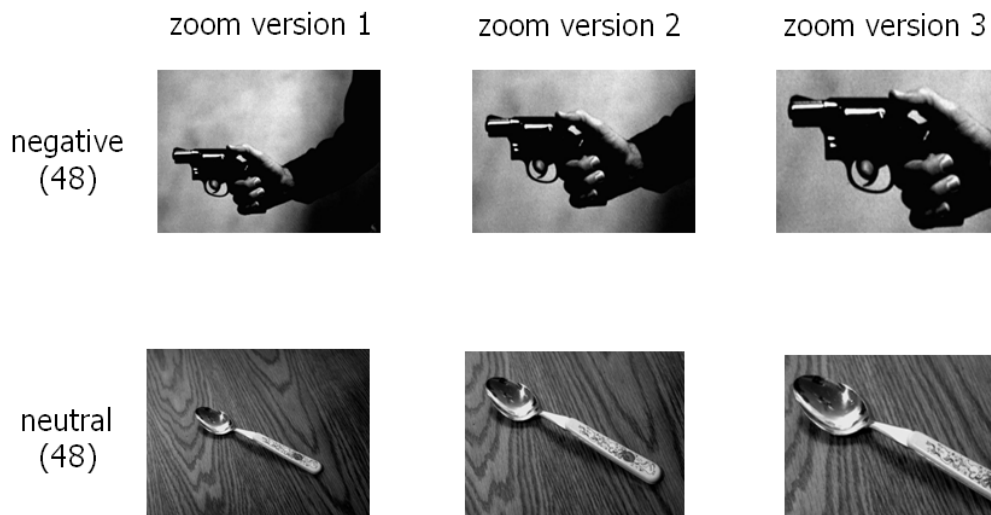 zoom version 1
zoom version 2
zoom version 3
negative
(48)
neutral
(48)